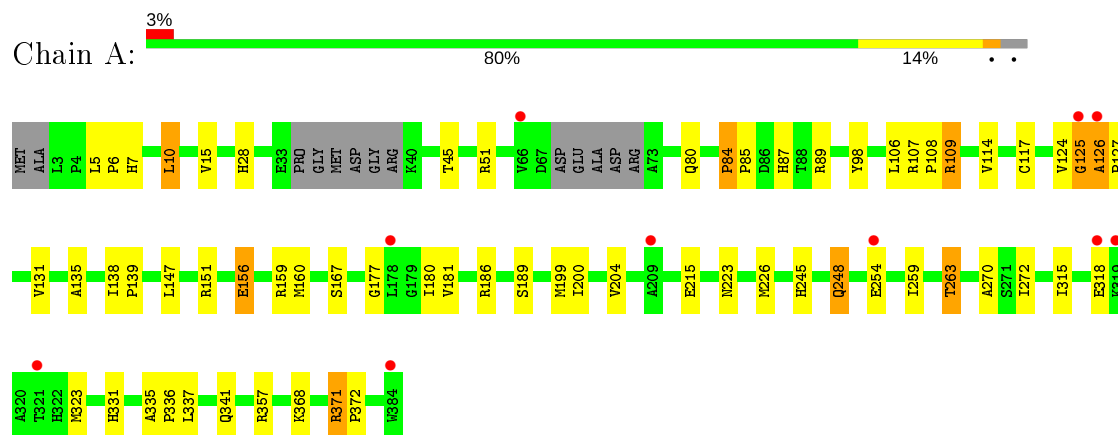 3%
Chain A:
80% 14% • •
MET ALA L3 P4 L5 P6 H7 L10 V15 H28 E33 PRO GLY MET ASP GLY ARG K40 T45 R51 V66 D67 ASP GLU ALA ASP ARG A73 Q80 P84 P85 D86 H87 T88 R89 Y98 L106 R107 P108 R109 V114 C117 V124 G125 A126
V131 A135 I138 P139 L147 R151 E156 R159 M160 S167 G177 L178 G179 I180 V181 R186 S189 M199 I200 V204 A209 E215 N223 M226 H245 Q248 E254 I259 T263 A270 S271 I272 I315 E318 K319
A320 T321 H322 M323 H331 A335 P336 L337 Q341 R357 K368 R371 P372 W384